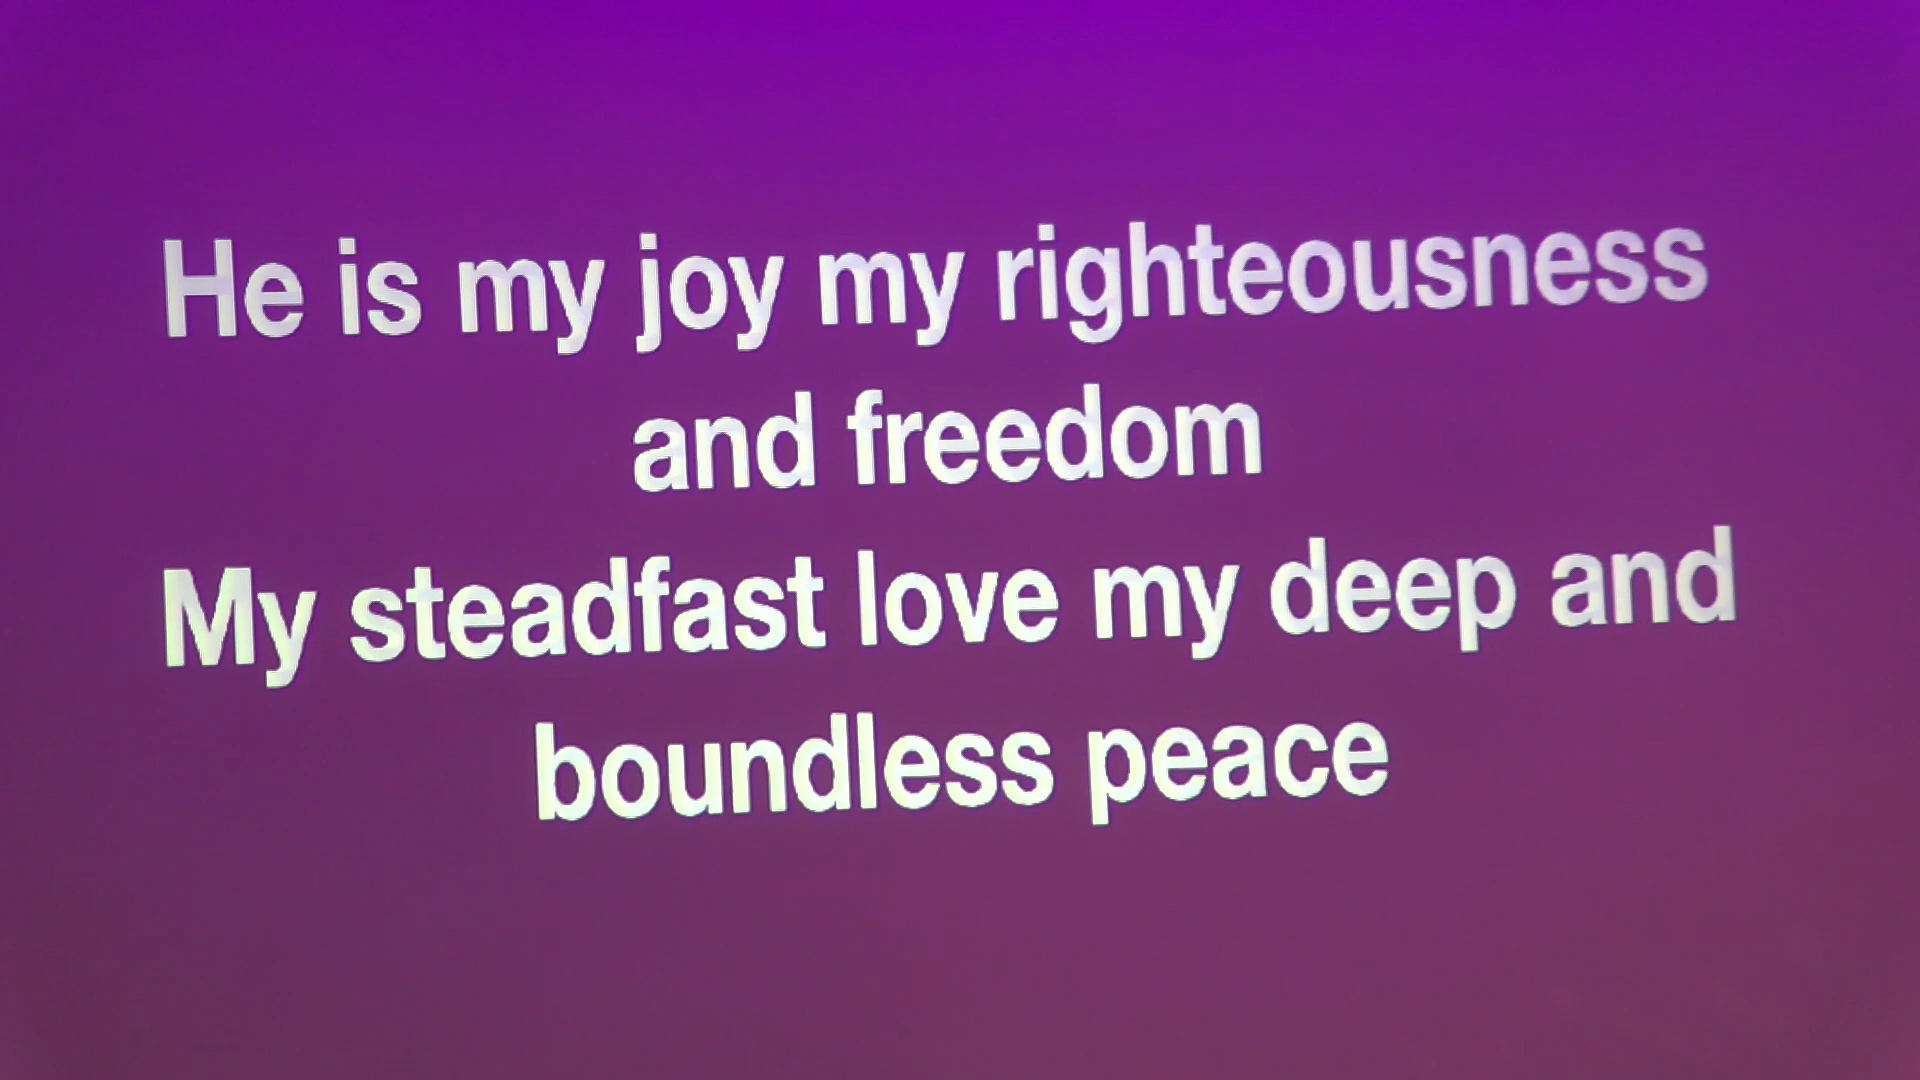 He is my joy my righteousness
and freedom
My steadfast love my deep and
boundless peace